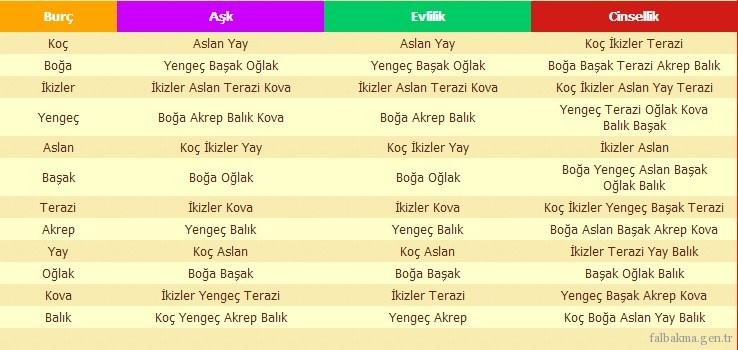 Burç Aşk Evlilik Cinsellik
Koç Aslan Yay Aslan Yay Koç İkizler Terazi
Boğa Yengeç Başak Oğlak Yengeç Başak Oğlak Boğa Başak Terazi Akrep Balık
İkizler İkizler Aslan Terazi Kova İkizler Aslan Terazi Kova Koç İkizler Aslan Yay Terazi
Yengeç Boğa Akrep Balık Kova Boğa Akrep Balık Yengeç Terazi Oğlak Kova
Balık Başak
Aslan Koç İkizler Yay Koç İkizler Yay İkizler Aslan
Başak Boğa Oğlak Boğa Oğlak Boğa Yengeç Aslan Başak
Oğlak Balık
Terazi İkizler Kova İkizler Kova Koç İkizler Yengeç Başak Terazi
Akrep Yengeç Balık Yengeç Balık Boğa Aslan Başak Akrep Kova
Yay Koç Aslan Koç Aslan İkizler Terazi Yay Balık
Oğlak Boğa Başak Boğa Başak Başak Oğlak Balık
Kova İkizler Yengeç Terazi İkizler Terazi Yengeç Başak Akrep Kova
Balık Koç Yengeç Akrep Balık Yengeç Akrep Koç Boğa Aslan Yay Balık
falbakma.gen.tr